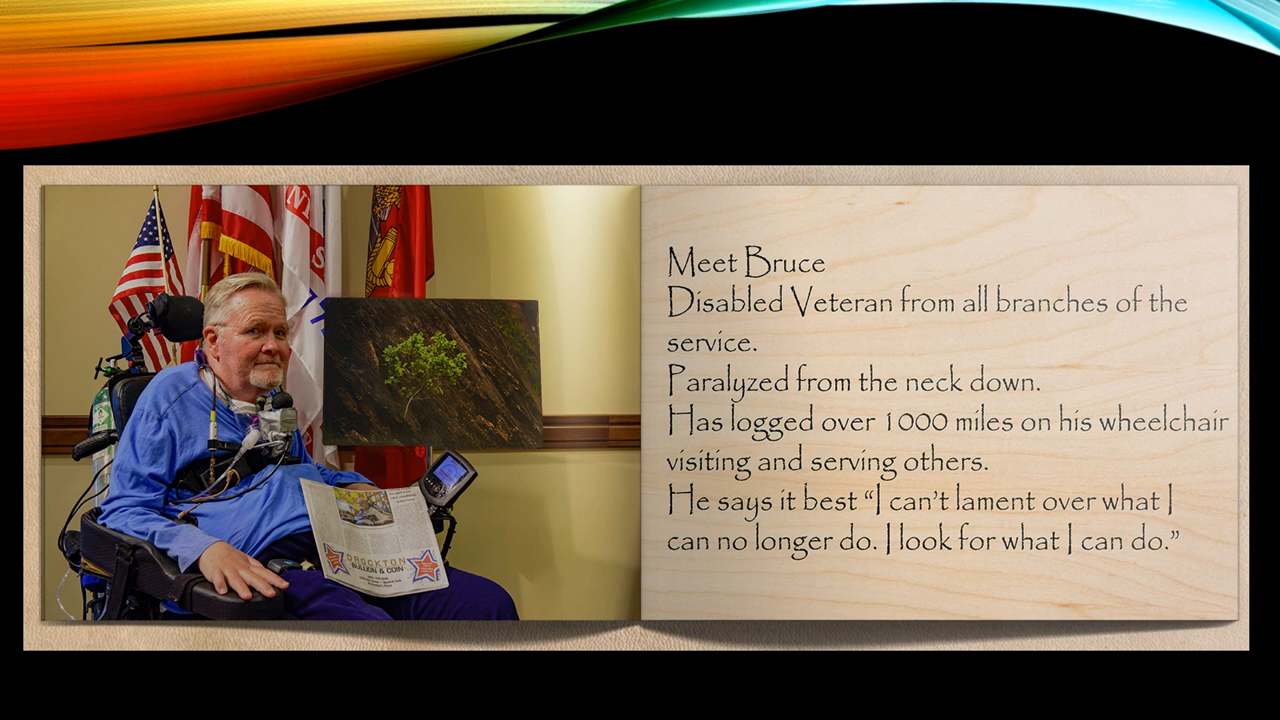 Meet Bruce
Disabled Veteran from all branches of the
service.
Paralyzed from the neck down.
Has logged over 1000 miles on his wheelchair
visiting and serving others.
He says it best “I can’t lament over what I
can no longer do. I look for what I can do.”
BROCKTON
BULLION & COIN